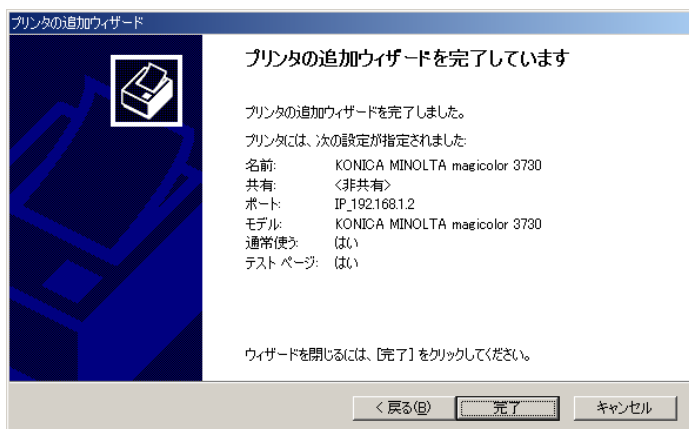 プリンタの追加ウィザード
プリンタの追加ウィザードを完了しています
プリンタの追加ウィザードを完了しました。
プリンタには、次の設定が指定されました:
名前: KONICA MINOLTA magicolor 3730
共有: <非共有>
ポート: IP_192.168.1.2
モデル: KONICA MINOLTA magicolor 3730
通常使う: はい
テスト ページ: はい
ウィザードを閉じるには、[完了] をクリックしてください。
< 戻る(B) 完了 キャンセル